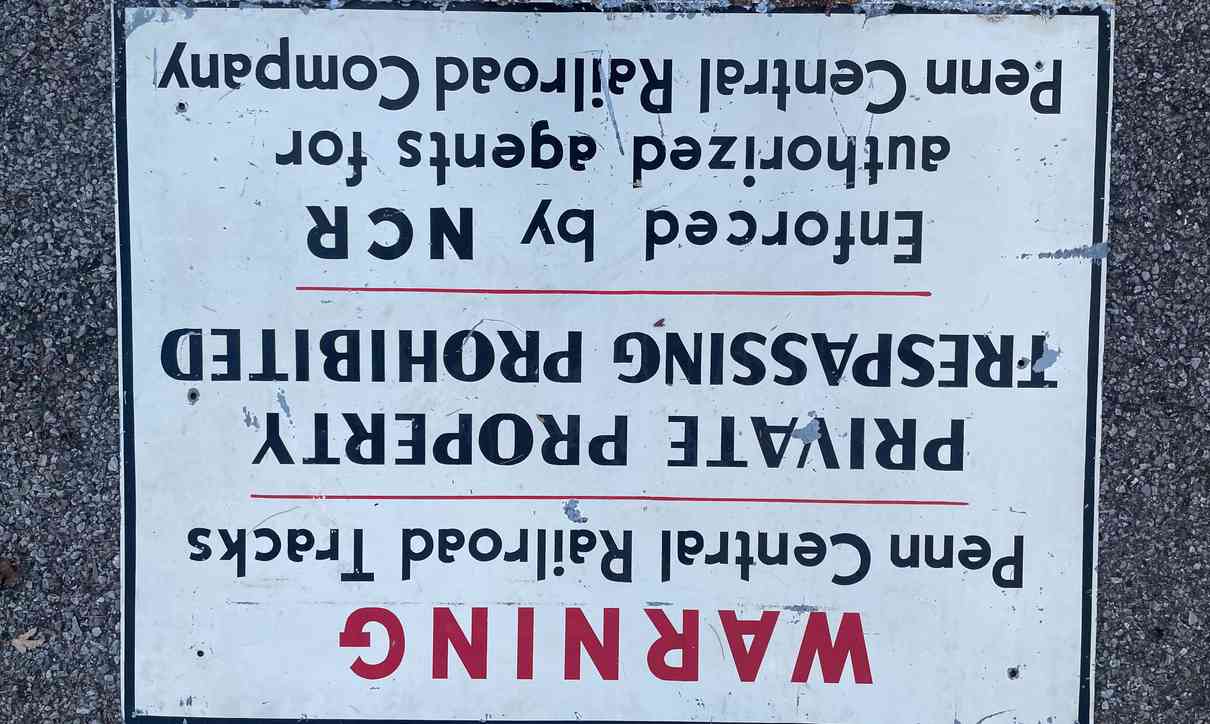 WARNING
Penn Central Railroad Tracks
PRIVATE PROPERTY
TRESPASSING PROHIBITED
Enforced by NCR
authorized agents for
Penn Central Railroad Company